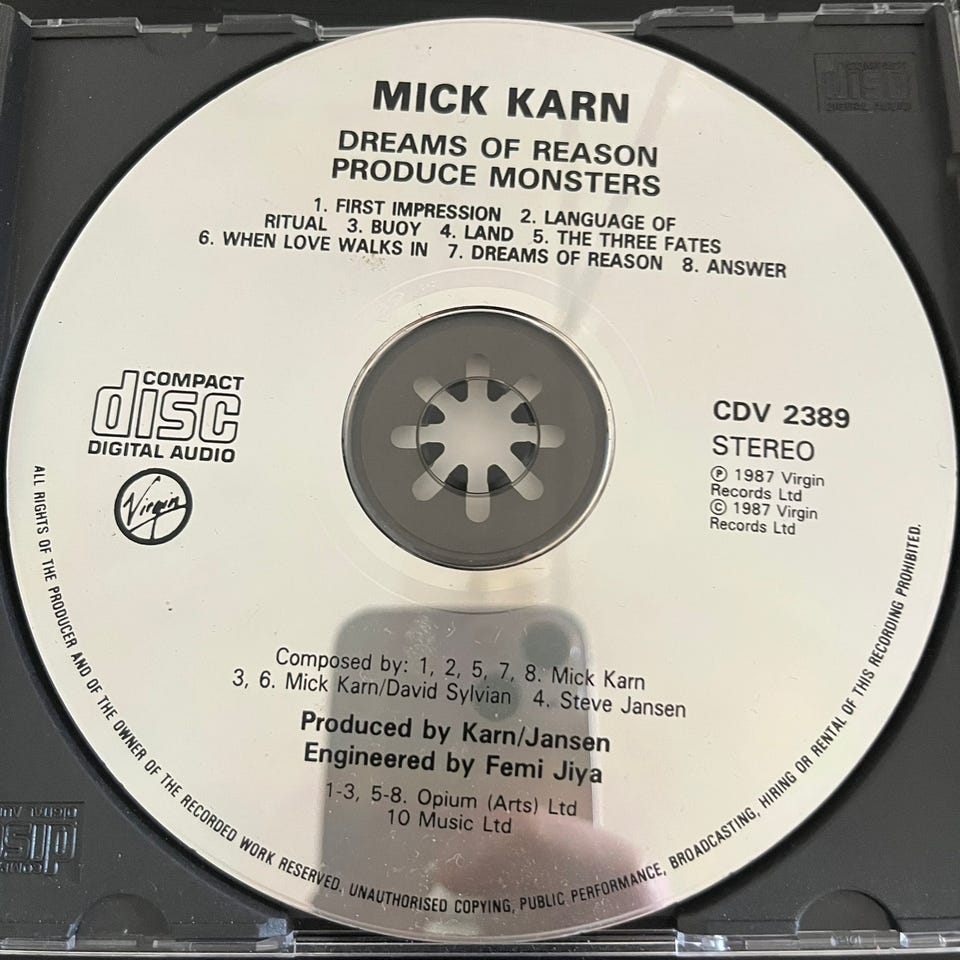 MICK KARN
DREAMS OF REASON
PRODUCE MONSTERS
1. FIRST IMPRESSION 2. LANGUAGE OF
RITUAL 3. BUOY 4. LAND 5. THE THREE FATES
6. WHEN LOVE WALKS IN 7. DREAMS OF REASON 8. ANSWER
COMPACT
disc
DIGITAL AUDIO
Virgin
CDV 2389
STEREO
℗ 1987 Virgin
Records Ltd
© 1987 Virgin
Records Ltd
Composed by: 1, 2, 5, 7, 8. Mick Karn
3, 6. Mick Karn/David Sylvian 4. Steve Jansen
Produced by Karn/Jansen
Engineered by Femi Jiya
1-3, 5-8. Opium (Arts) Ltd
10 Music Ltd
ALL RIGHTS OF THE PRODUCER AND OF THE OWNER OF THE RECORDED WORK RESERVED. UNAUTHORISED COPYING, PUBLIC PERFORMANCE, BROADCASTING, HIRING OR RENTAL OF THIS RECORDING PROHIBITED.
COMPACT
disc
DIGITAL AUDIO